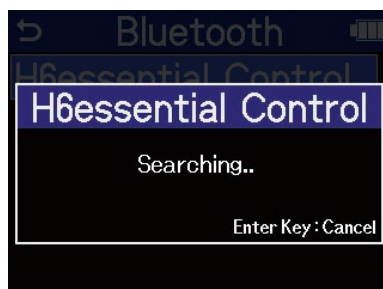 Bluetooth
H6essential Control
H6essential Control
Searching..
Enter Key : Cancel